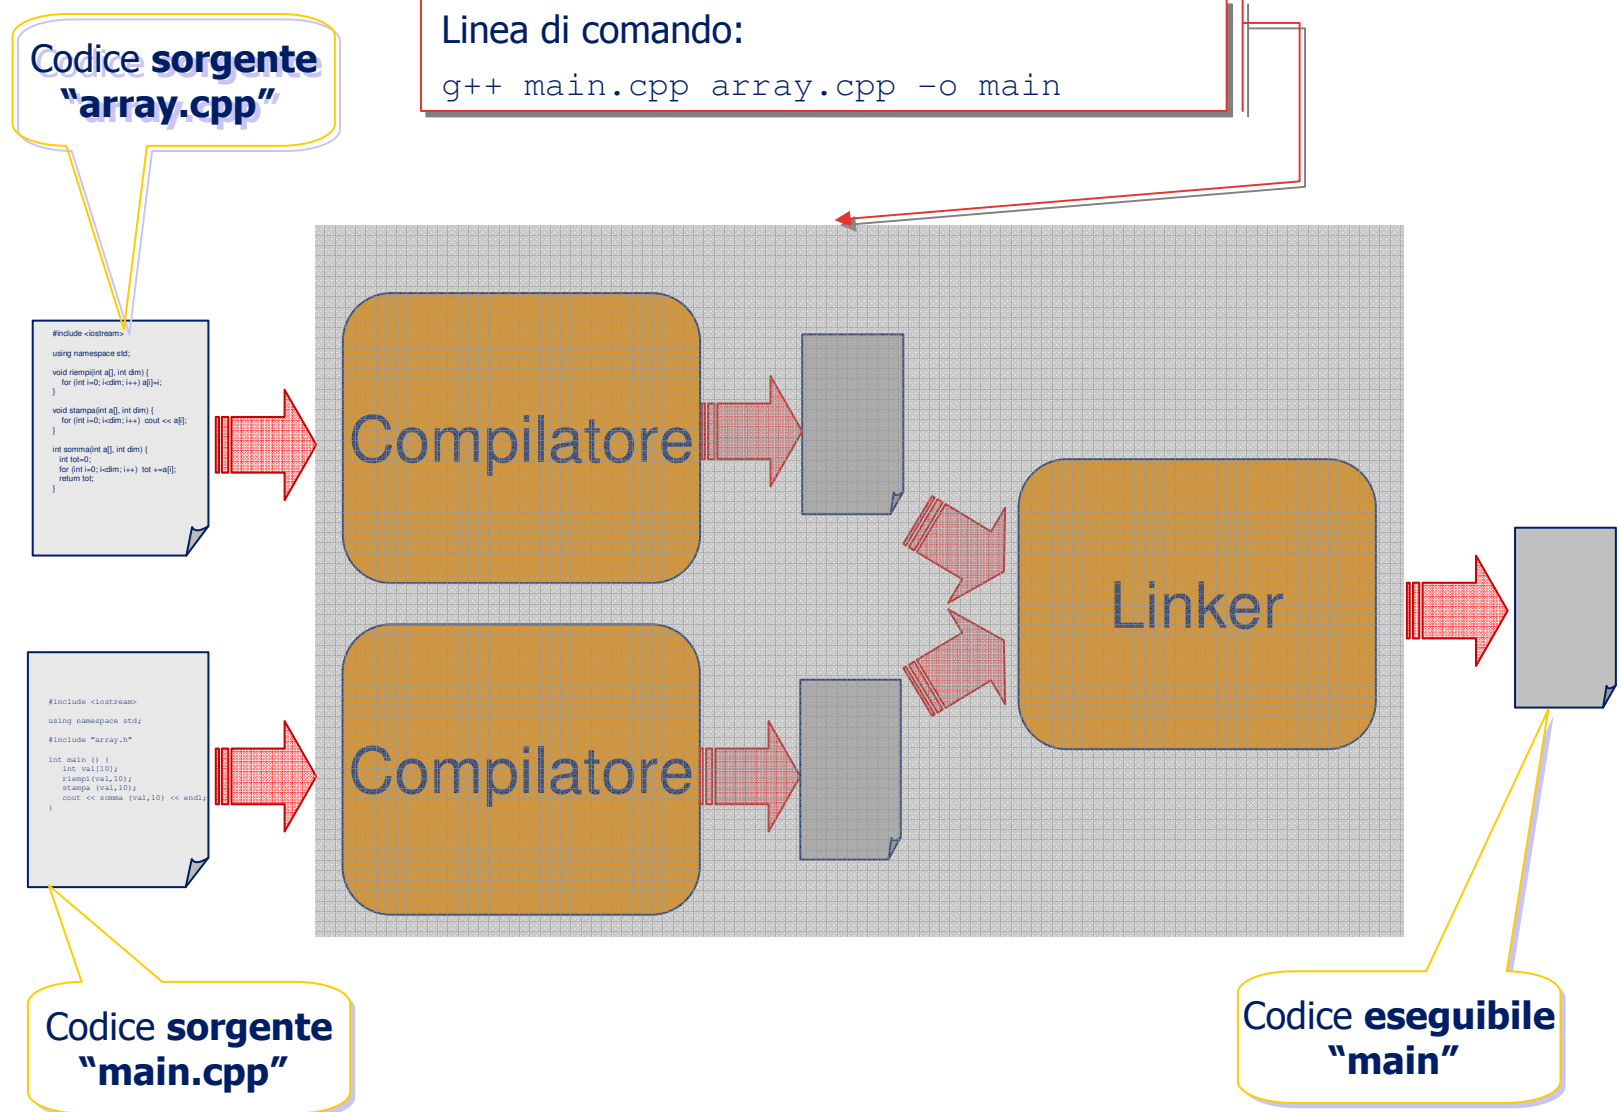 Linea di comando:
g++ main.cpp array.cpp –o main
Codice sorgente
“array.cpp”
#include <iostream>
using namespace std;
void riempi(int a[], int dim) {
for (int i=0; i<dim; i++) a[i]=i;
}
void stampa(int a[], int dim) {
for (int i=0; i<dim; i++) cout << a[i];
}
int somma(int a[], int dim) {
int tot=0;
for (int i=0; i<dim; i++) tot +=a[i];
return tot;
}
Compilatore
Linker
#include <iostream>
using namespace std;
#include “array.h”
int main () {
int val[10];
riempi(val,10);
stampa (val,10);
cout << somma (val,10) << endl;
}
Compilatore
Codice sorgente
“main.cpp”
Codice eseguibile
“main”